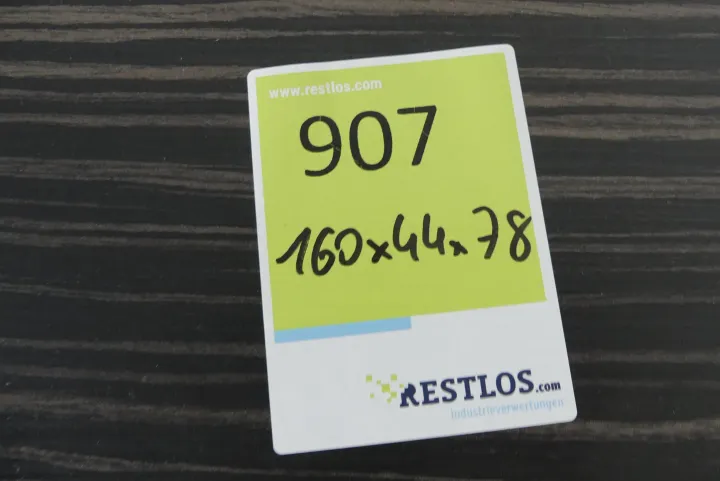 www.restlos.com
907
160x44x78
RESTLOS.com
industrieverwertungen